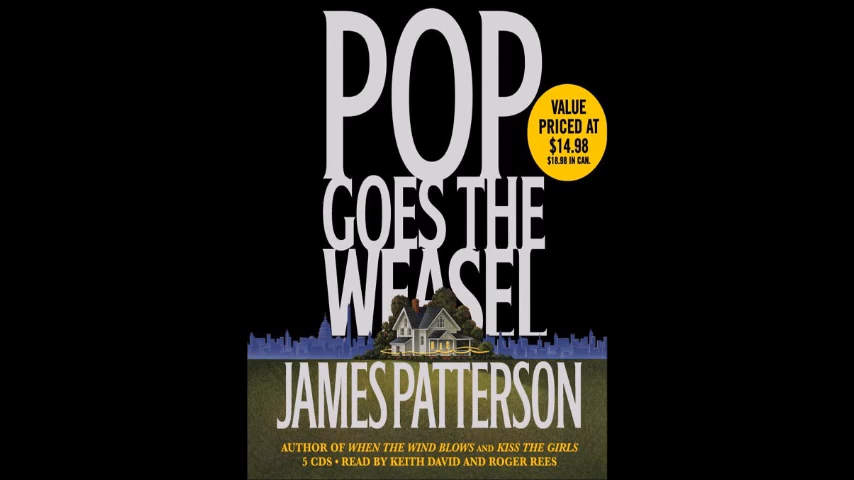 POP
GOES THE
WEASEL
VALUE
PRICED AT
$14.98
$18.98 IN CAN.
JAMES PATTERSON
AUTHOR OF WHEN THE WIND BLOWS AND KISS THE GIRLS
5 CDS • READ BY KEITH DAVID AND ROGER REES